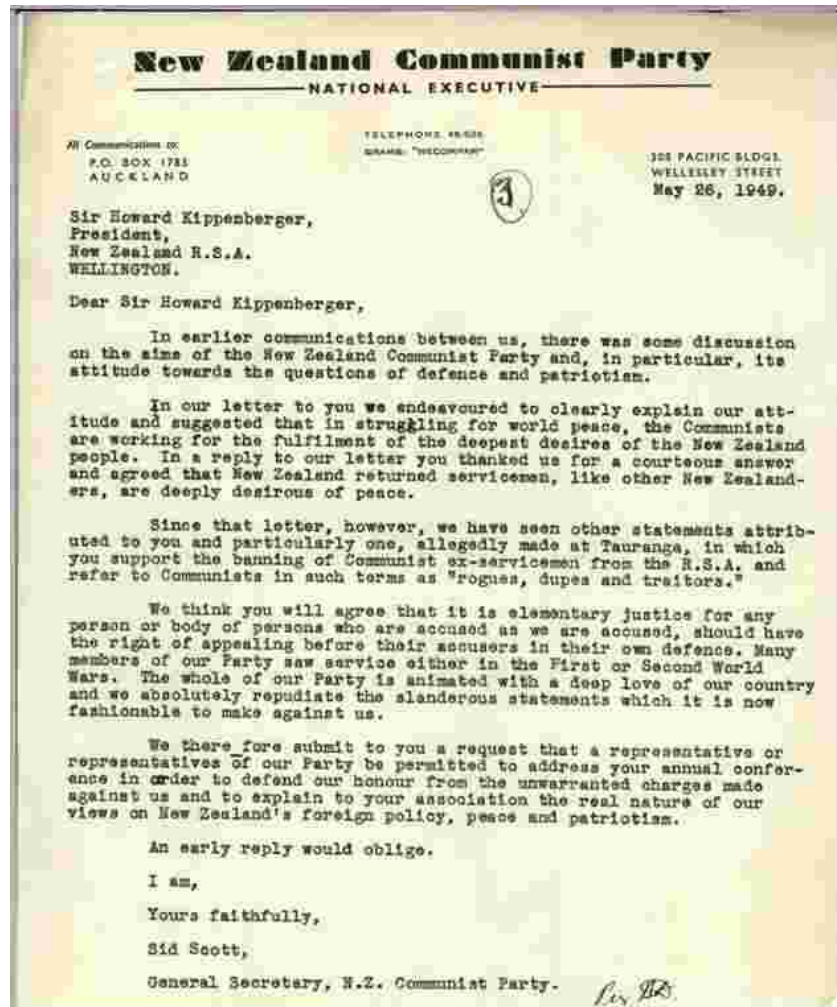 New Zealand Communist Party
NATIONAL EXECUTIVE
All Communications to:
P.O. BOX 1785
AUCKLAND
TELEPHONE
GRAMS:
305 PACIFIC BLDGS.
WELLESLEY STREET
May 26, 1949.
3
Sir Howard Kippenberger,
President,
New Zealand R.S.A.
WELLINGTON.
Dear Sir Howard Kippenberger,
In earlier communications between us, there was some discussion
on the aims of the New Zealand Communist Party and, in particular, its
attitude towards the questions of defence and patriotism.
In our letter to you we endeavoured to clearly explain our att-
itude and suggested that in struggling for world peace, the Communists
are working for the fulfilment of the deepest desires of the New Zealand
people. In a reply to our letter you thanked us for a courteous answer
and agreed that New Zealand returned servicemen, like other New Zealand-
ers, are deeply desirous of peace.
Since that letter, however, we have seen other statements attrib-
uted to you and particularly one, allegedly made at Tauranga, in which
you support the banning of Communist ex-servicemen from the R.S.A. and
refer to Communists in such terms as "rogues, dupes and traitors."
We think you will agree that it is elementary justice for any
person or body of persons who are accused as we are accused, should have
the right of appealing before their accusers in their own defence. Many
members of our Party saw service either in the First or Second World
Wars. The whole of our Party is animated with a deep love of our country
and we absolutely repudiate the slanderous statements which it is now
fashionable to make against us.
We there fore submit to you a request that a representative or
representatives of our Party be permitted to address your annual confer-
ence in order to defend our honour from the unwarranted charges made
against us and to explain to your association the real nature of our
views on New Zealand's foreign policy, peace and patriotism.
An early reply would oblige.
I am,
Yours faithfully,
Sid Scott,
General Secretary, N.Z. Communist Party.